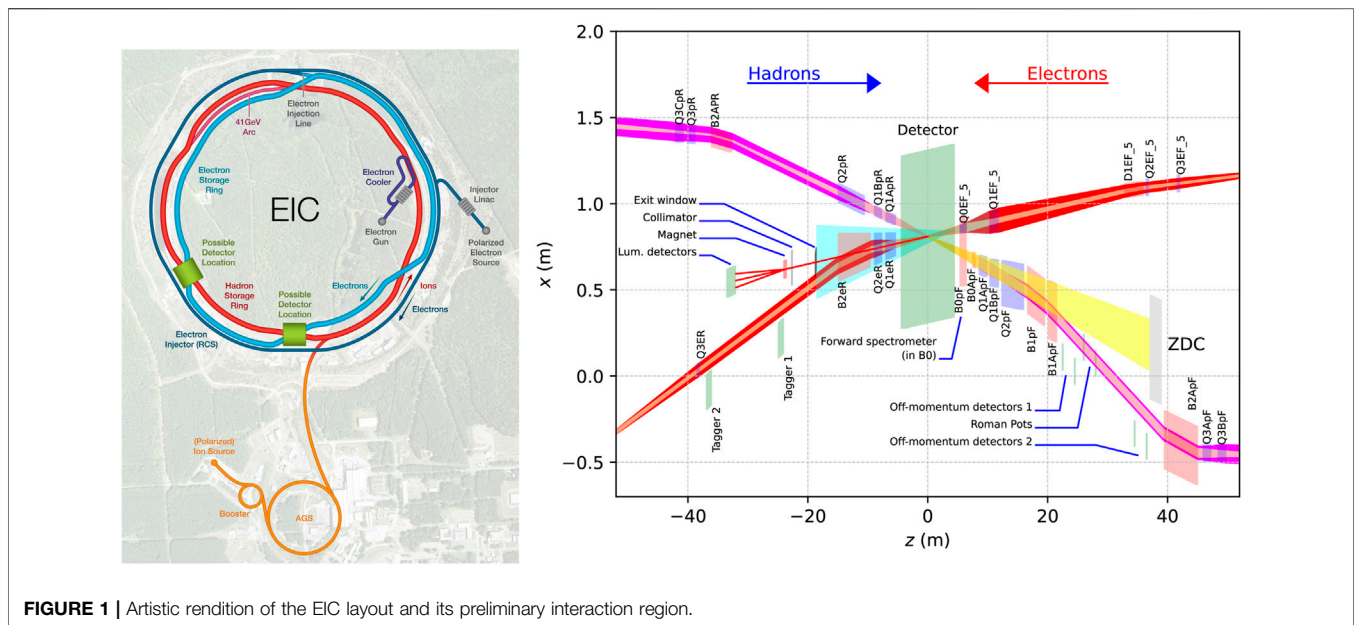 Electron
Injection
Line
41GeV
Arc
Electron
Storage
Ring
EIC
Electron
Cooler
Injector
Linac
Electron
Gun
Polarized
Electron
Source
Possible
Detector
Location
Hadron
Storage
Ring
Possible
Detector
Location
Electrons
Ions
Electrons
Electron
Injector (RCS)
(Polarized)
Ion Source
Booster
AGS
2.0
1.5
1.0
0.5
0.0
−0.5
x (m)
−40
−20
0
20
40
z (m)
Hadrons
Electrons
Detector
Q3CpR
Q3pR
B2APR
Q2pR
Q1BpR
Q1ApR
Q0EF_5
Q1EF_5
D1EF_5
Q2EF_5
Q3EF_5
Exit window
Collimator
Magnet
Lum. detectors
B2eR
Q2eR
Q1eR
Q3ER
Tagger 2
Tagger 1
B0pF
B0ApF
Q1ApF
Q1BpF
Q2pF
B1pF
B1ApF
Forward spectrometer
(in B0)
ZDC
Off-momentum detectors 1
Roman Pots
Off-momentum detectors 2
B2ApF
Q3ApF
Q3BpF
FIGURE 1 | Artistic rendition of the EIC layout and its preliminary interaction region.